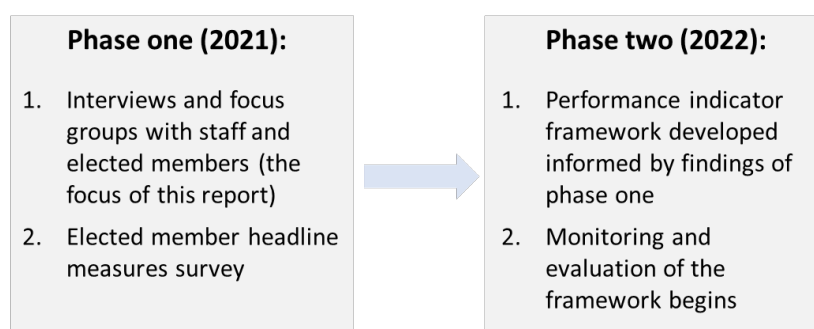 Phase one (2021):
1. Interviews and focus
groups with staff and
elected members (the
focus of this report)
2. Elected member headline
measures survey
Phase two (2022):
1. Performance indicator
framework developed
informed by findings of
phase one
2. Monitoring and
evaluation of the
framework begins